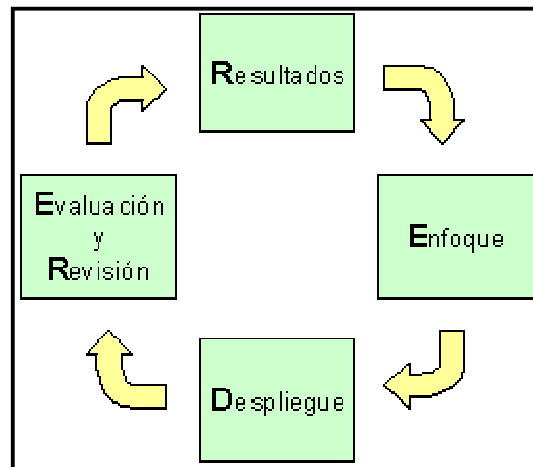 Resultados
Evaluación
y
Revisión
Enfoque
Despliegue